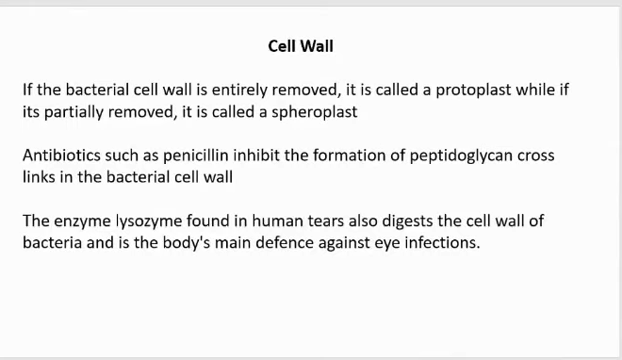 Cell Wall
If the bacterial cell wall is entirely removed, it is called a protoplast while if
its partially removed, it is called a spheroplast
Antibiotics such as penicillin inhibit the formation of peptidoglycan cross
links in the bacterial cell wall
The enzyme lysozyme found in human tears also digests the cell wall of
bacteria and is the body's main defence against eye infections.